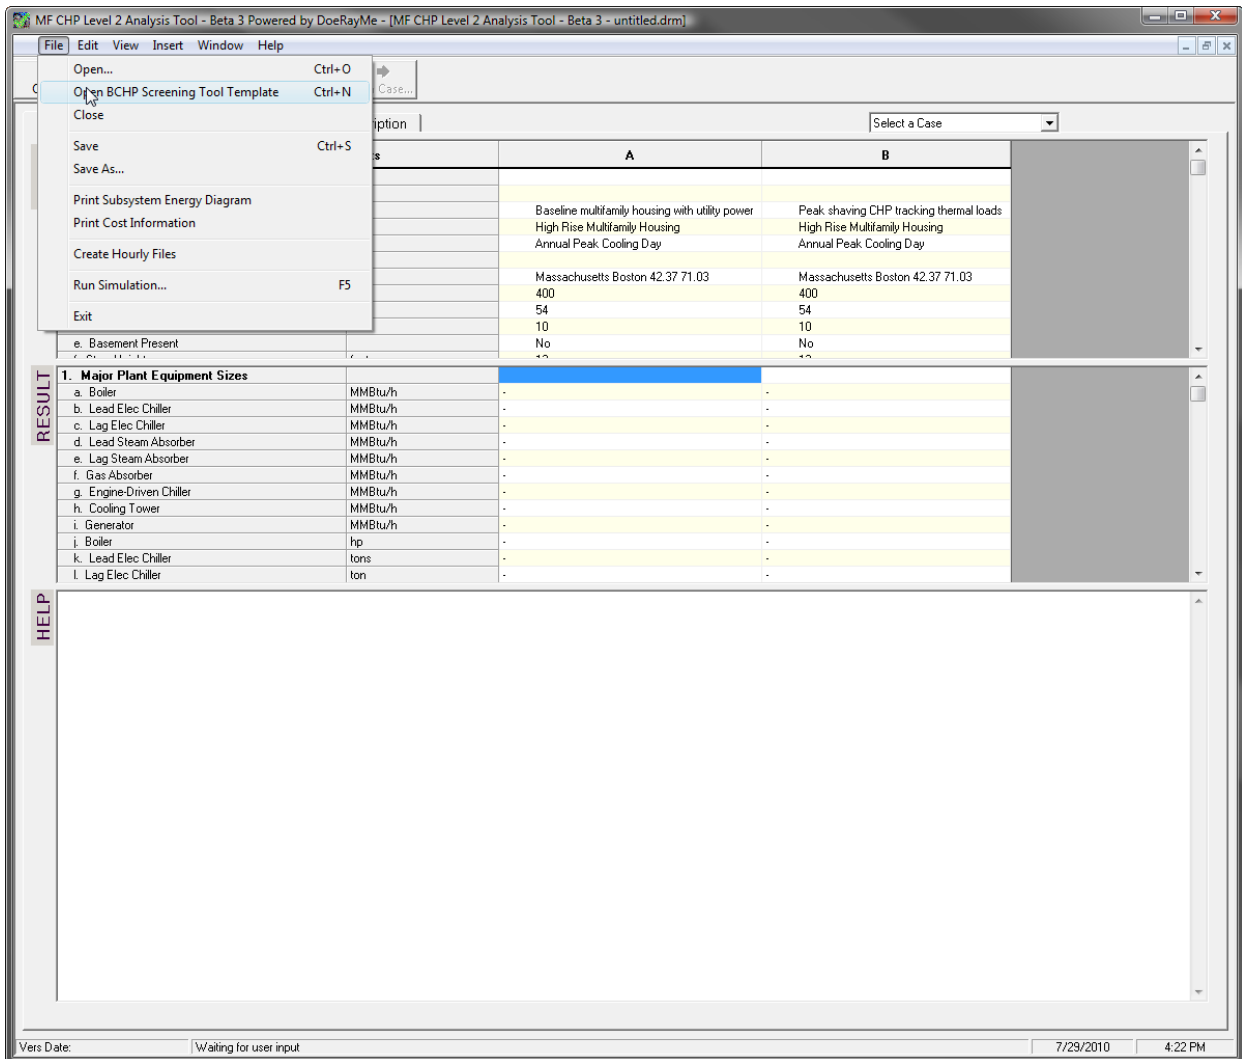 MF CHP Level 2 Analysis Tool - Beta 3 Powered by DoeRayMe - [MF CHP Level 2 Analysis Tool - Beta 3 - untitled.drm]
File Edit View Insert Window Help
Open... Ctrl+O
Case...
Open BCHP Screening Tool Template Ctrl+N
Close
Save Ctrl+S
Save As...
Print Subsystem Energy Diagram
Print Cost Information
Create Hourly Files
Run Simulation... F5
Exit
iption
Select a Case
s A B
Baseline multifamily housing with utility power Peak shaving CHP tracking thermal loads
High Rise Multifamily Housing High Rise Multifamily Housing
Annual Peak Cooling Day Annual Peak Cooling Day
Massachusetts Boston 42.37 71.03 Massachusetts Boston 42.37 71.03
400 400
54 54
10 10
e. Basement Present No No
RESULT
1. Major Plant Equipment Sizes
a. Boiler MMBtu/h - -
b. Lead Elec Chiller MMBtu/h - -
c. Lag Elec Chiller MMBtu/h - -
d. Lead Steam Absorber MMBtu/h - -
e. Lag Steam Absorber MMBtu/h - -
f. Gas Absorber MMBtu/h - -
g. Engine-Driven Chiller MMBtu/h - -
h. Cooling Tower MMBtu/h - -
i. Generator MMBtu/h - -
j. Boiler hp - -
k. Lead Elec Chiller tons - -
l. Lag Elec Chiller ton - -
HELP
Vers Date: Waiting for user input 7/29/2010 4:22 PM